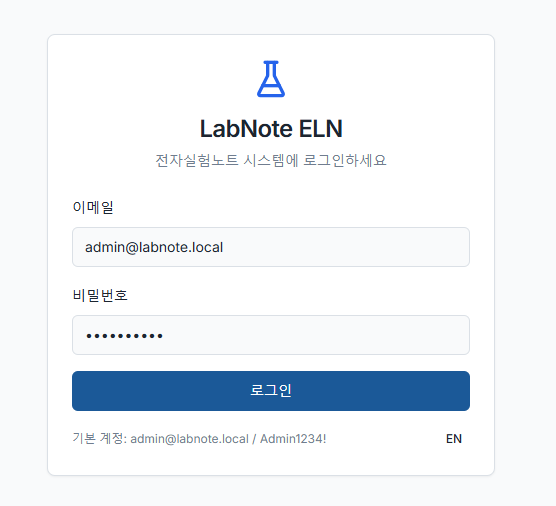 LabNote ELN
전자실험노트 시스템에 로그인하세요
이메일
admin@labnote.local
비밀번호
••••••••••
로그인
기본 계정: admin@labnote.local / Admin1234!
EN